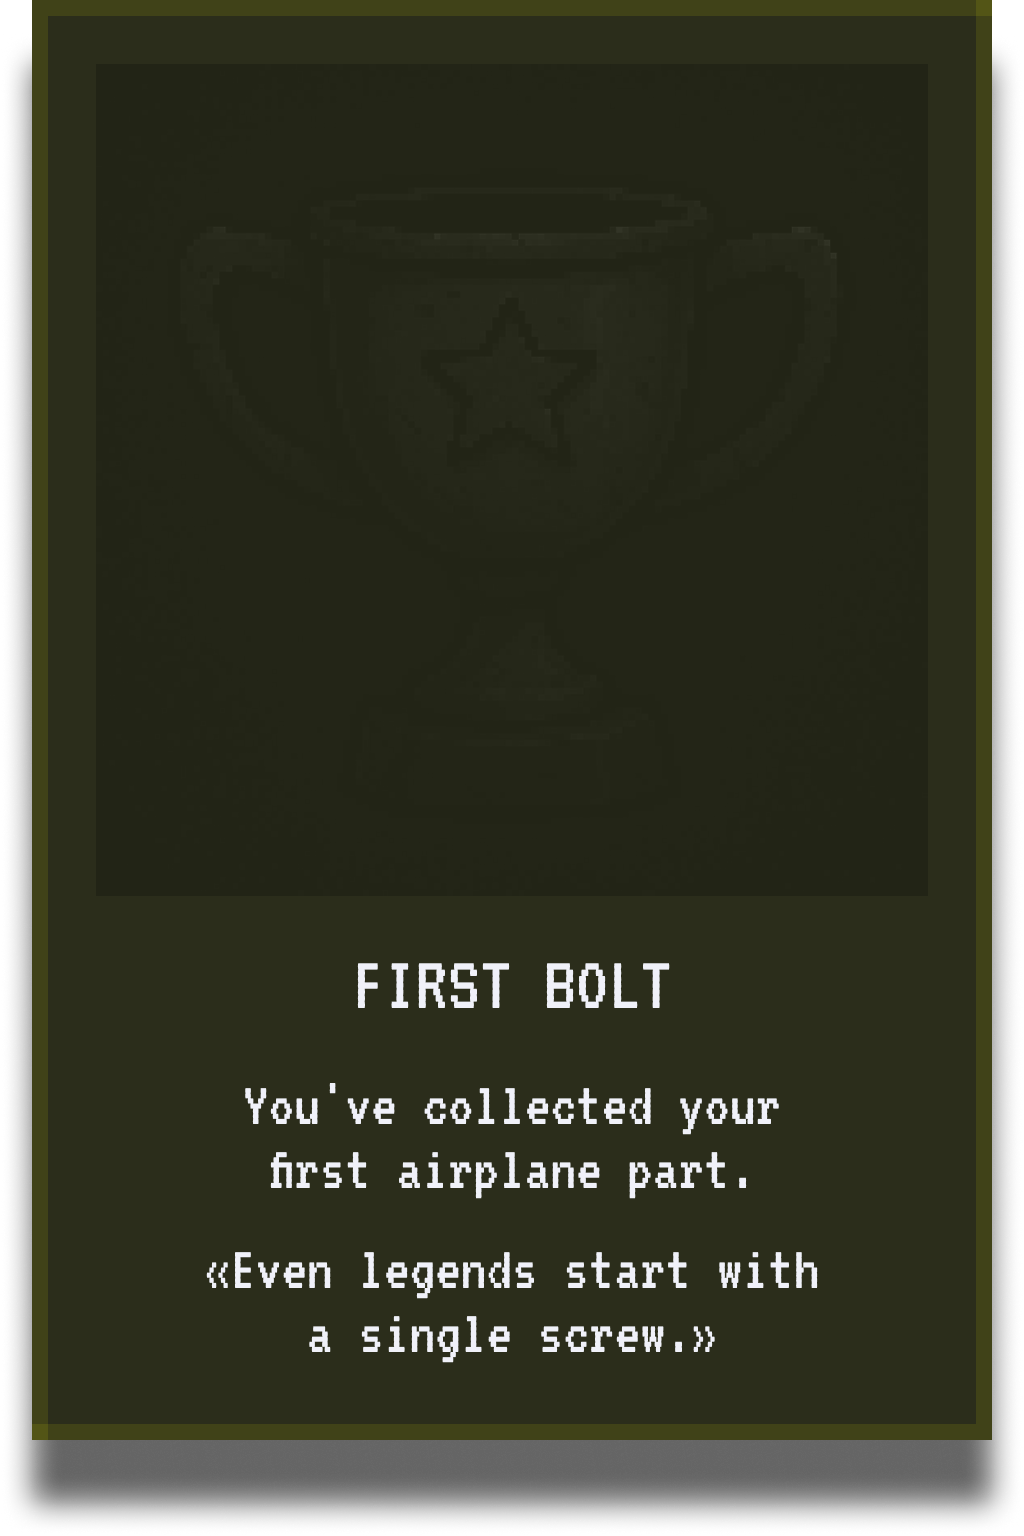 FIRST BOLT
You've collected your
first airplane part.
«Even legends start with
a single screw.»